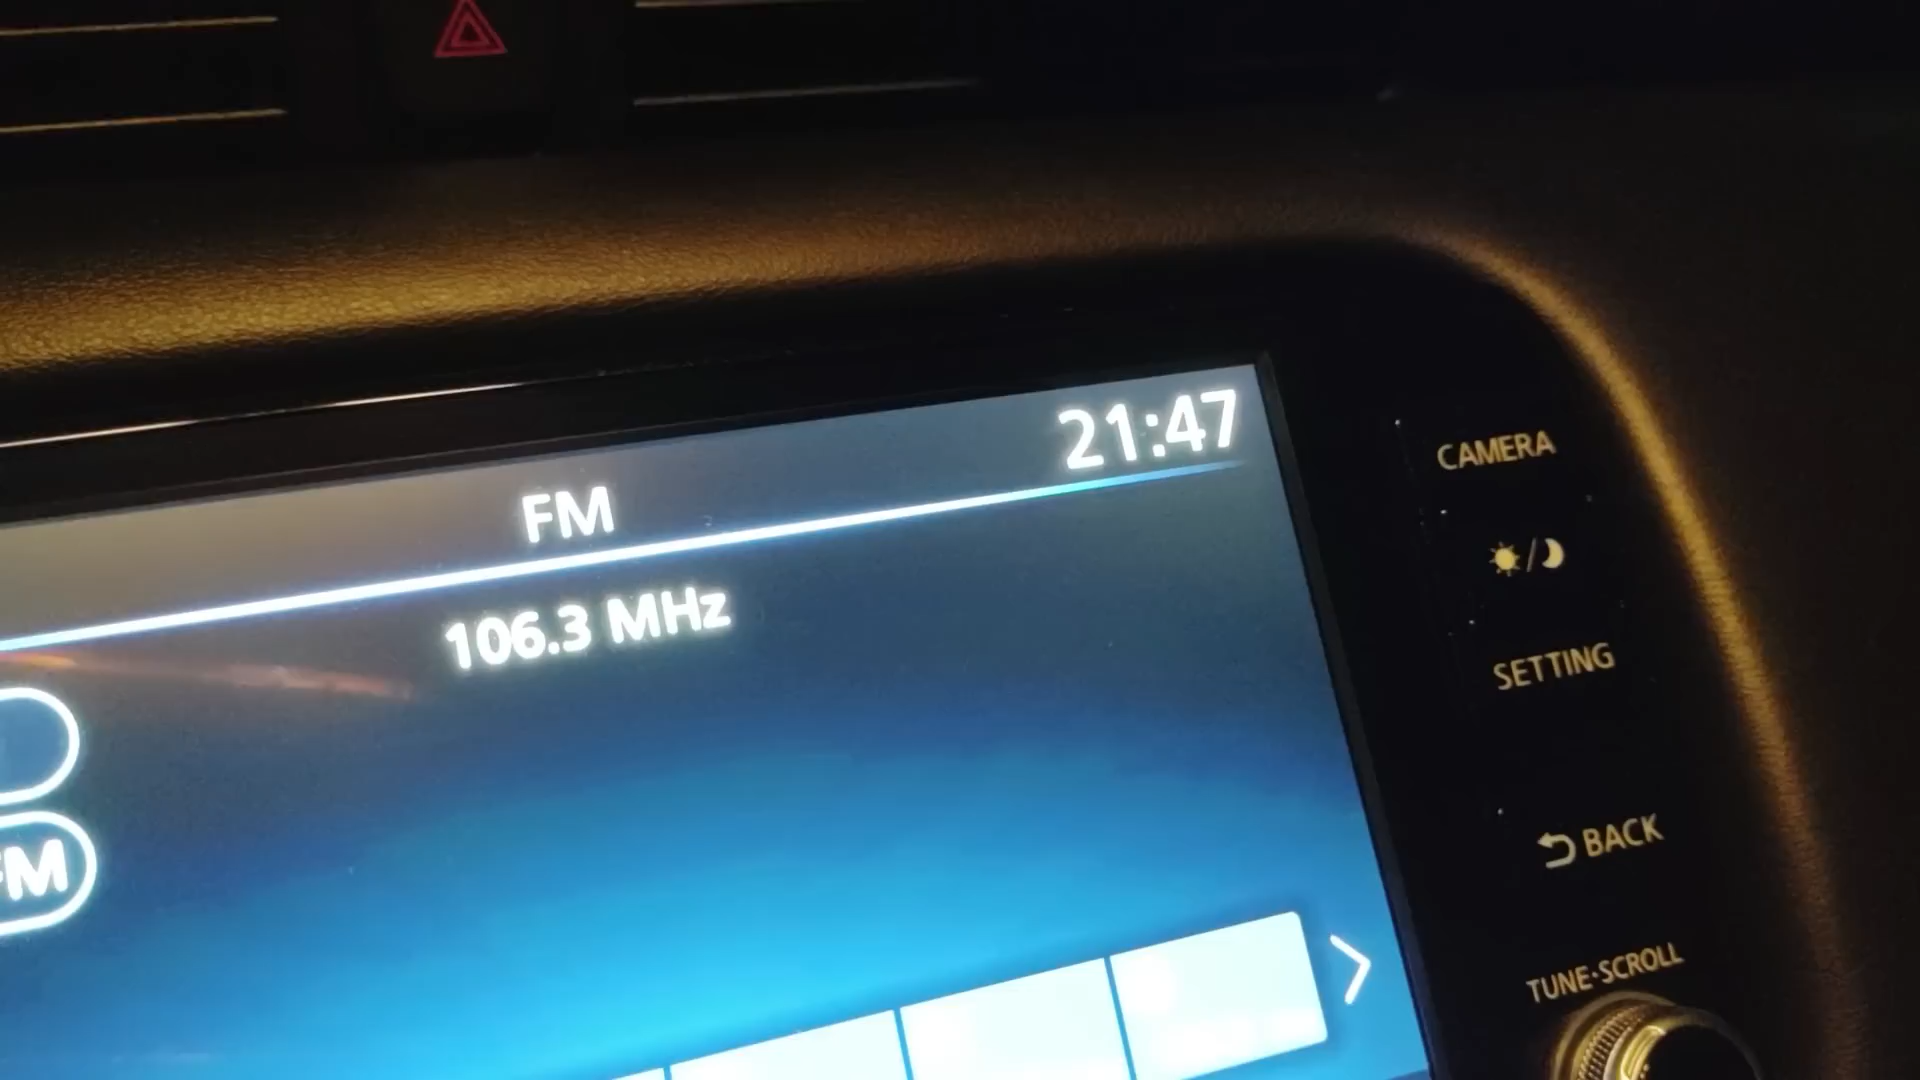 21:47
FM
106.3 MHz
FM
CAMERA
SETTING
BACK
TUNE·SCROLL